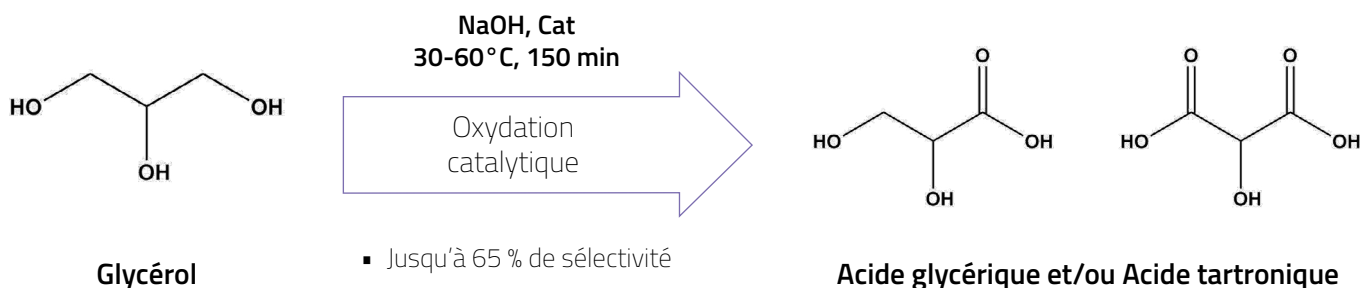 NaOH, Cat
30-60°C, 150 min
HO
OH
OH
Oxydation
catalytique
O
HO
OH
OH
O
O
HO
OH
OH
▪ Jusqu'à 65 % de sélectivité
Glycérol
Acide glycérique et/ou Acide tartronique